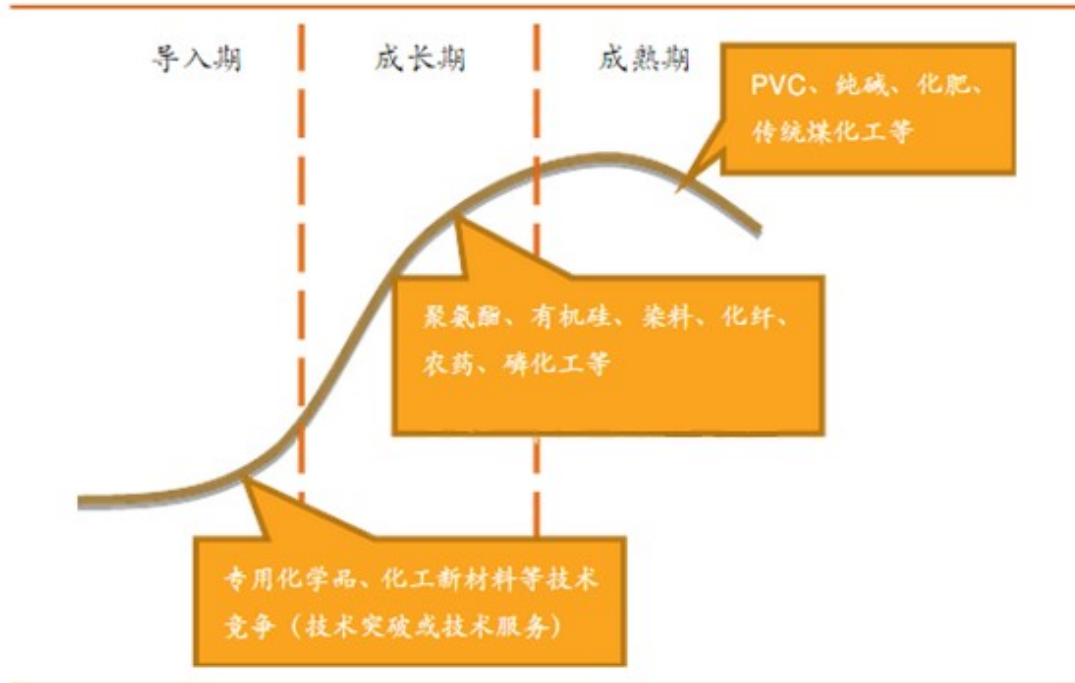 导入期
成长期
成熟期
PVC、纯碱、化肥、
传统煤化工等
聚氨酯、有机硅、染料、化纤、
农药、磷化工等
专用化学品、化工新材料等技术
竞争（技术突破或技术服务）